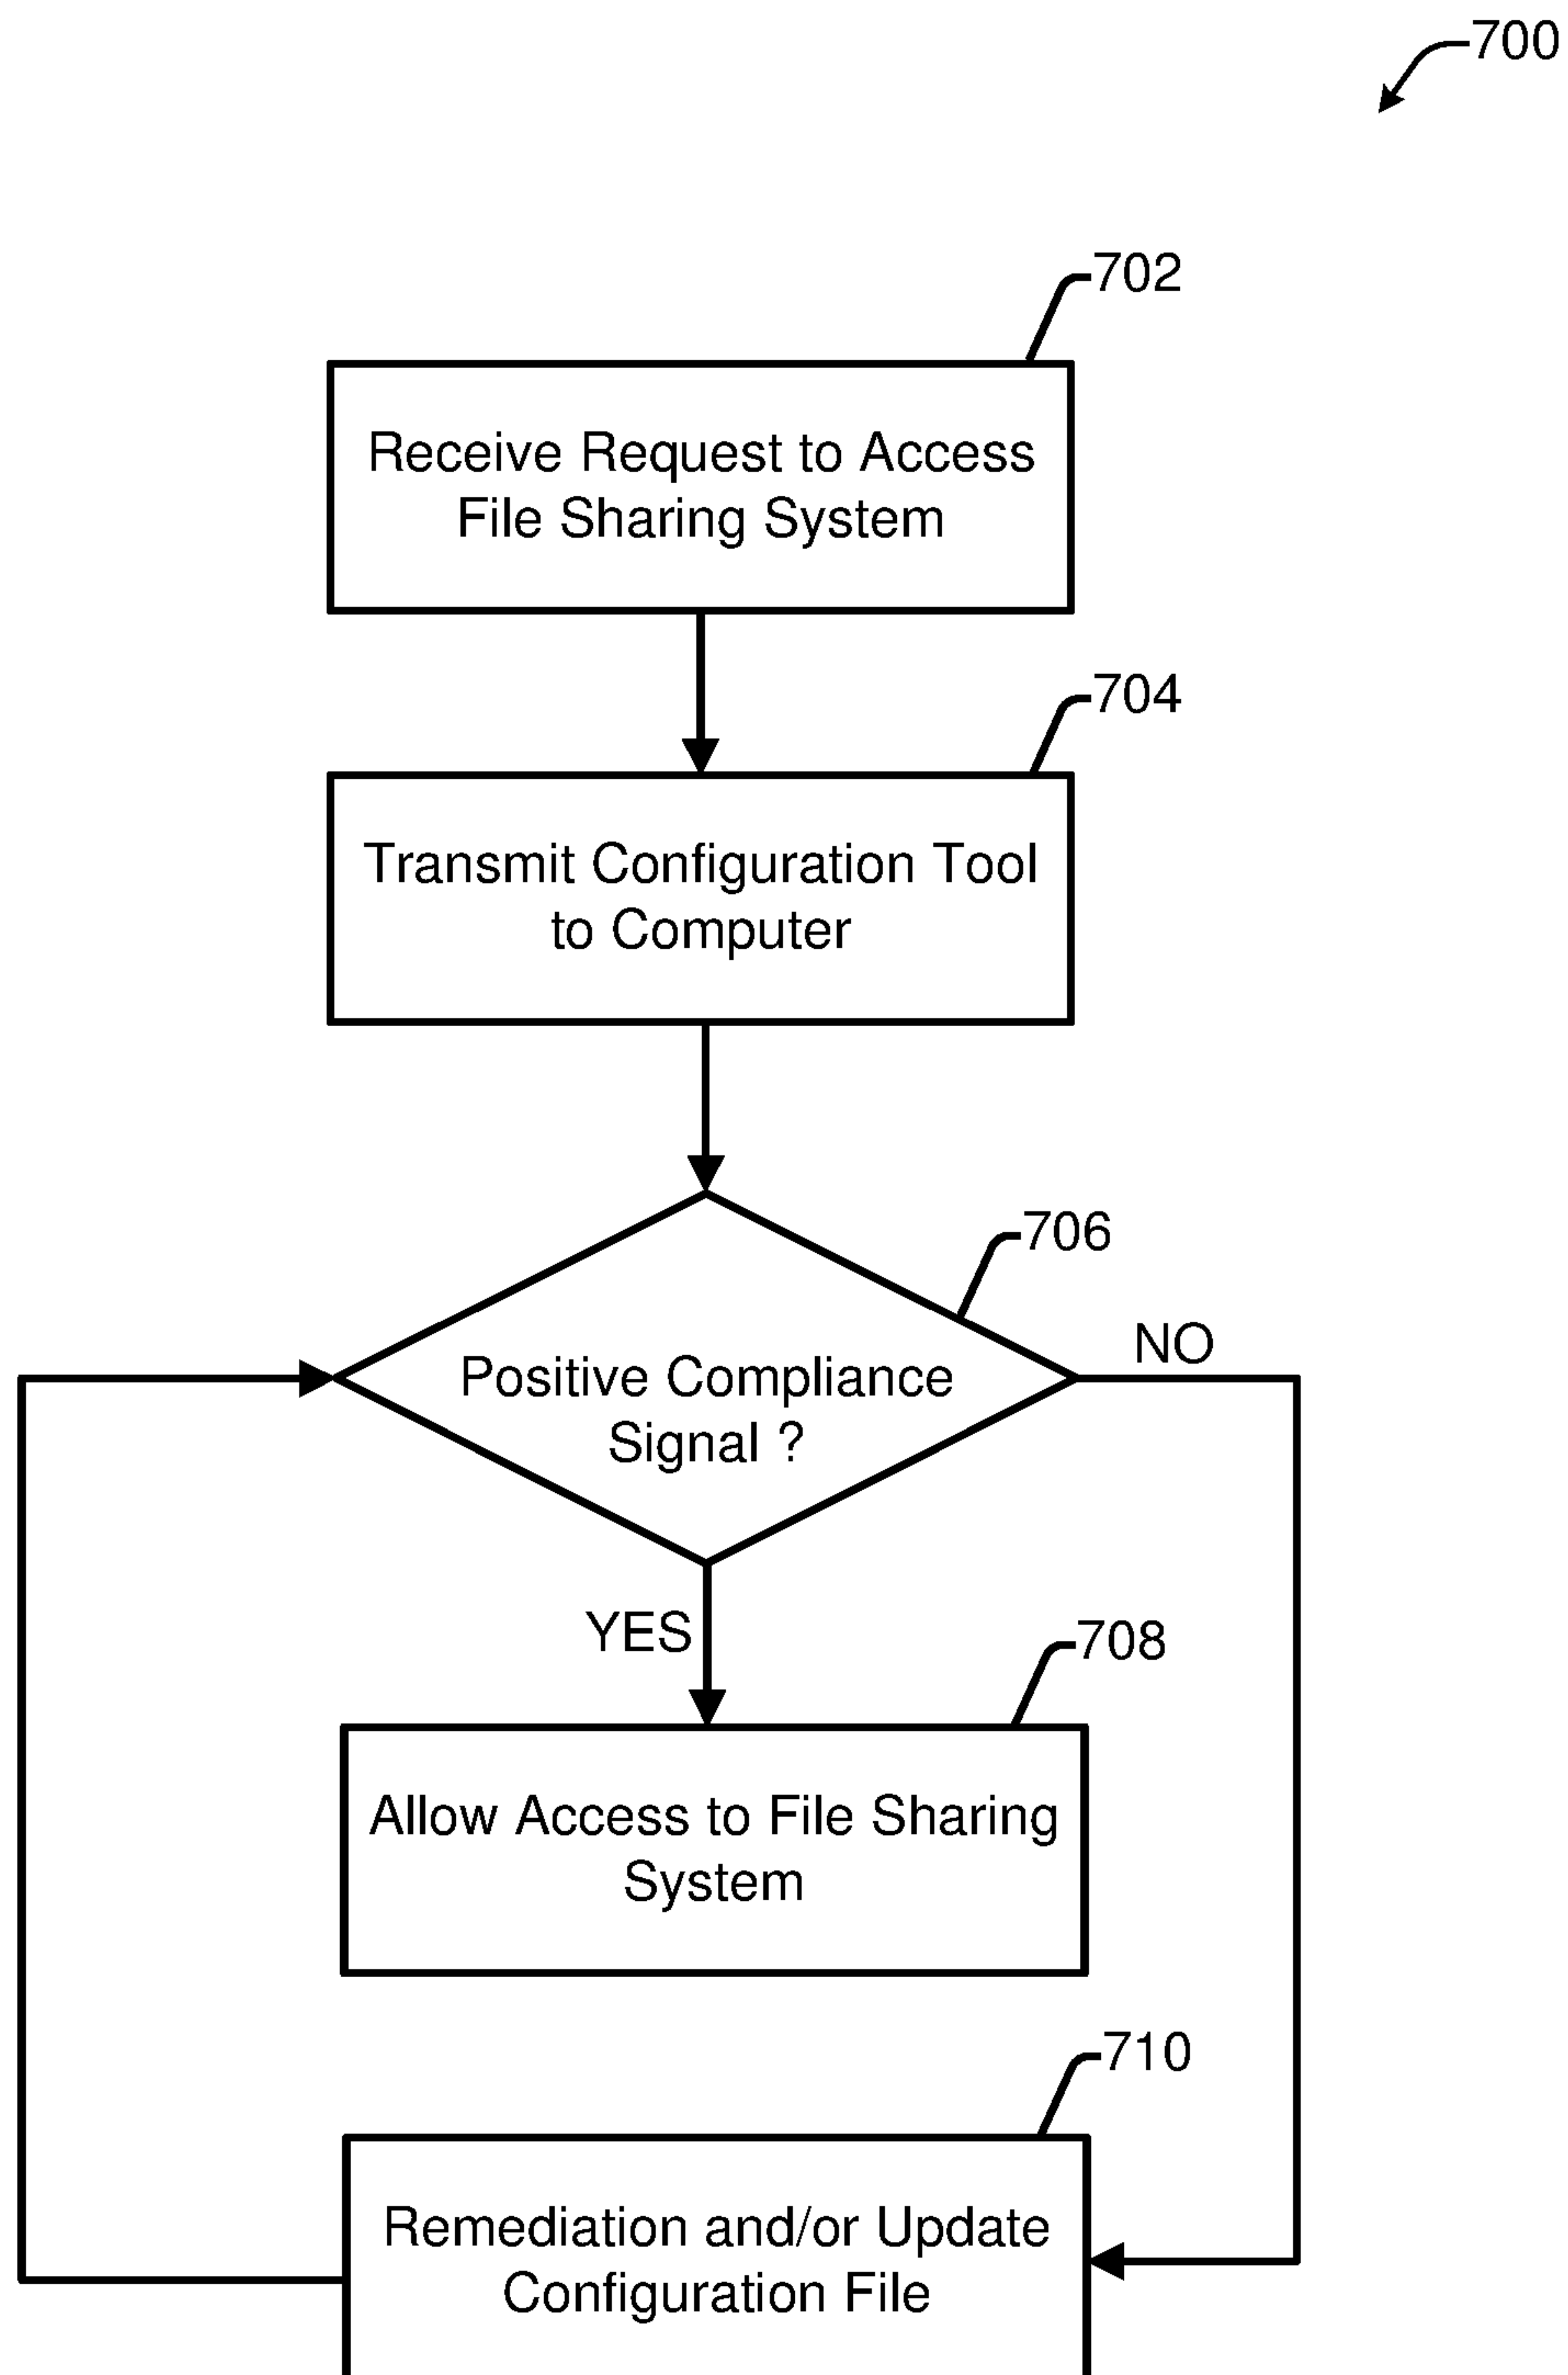 700
702
Receive Request to Access
File Sharing System
704
Transmit Configuration Tool
to Computer
706
NO
Positive Compliance
Signal ?
YES
708
Allow Access to File Sharing
System
710
Remediation and/or Update
Configuration File